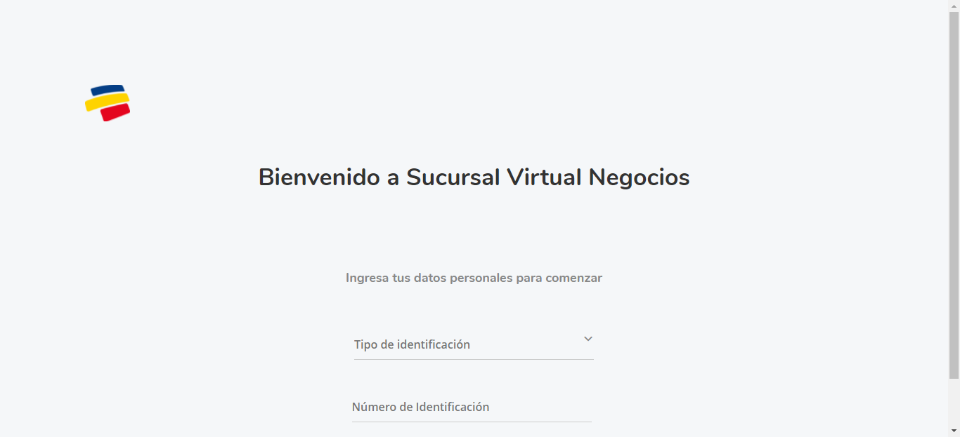 Bienvenido a Sucursal Virtual Negocios
Ingresa tus datos personales para comenzar
Tipo de identificación
Número de Identificación